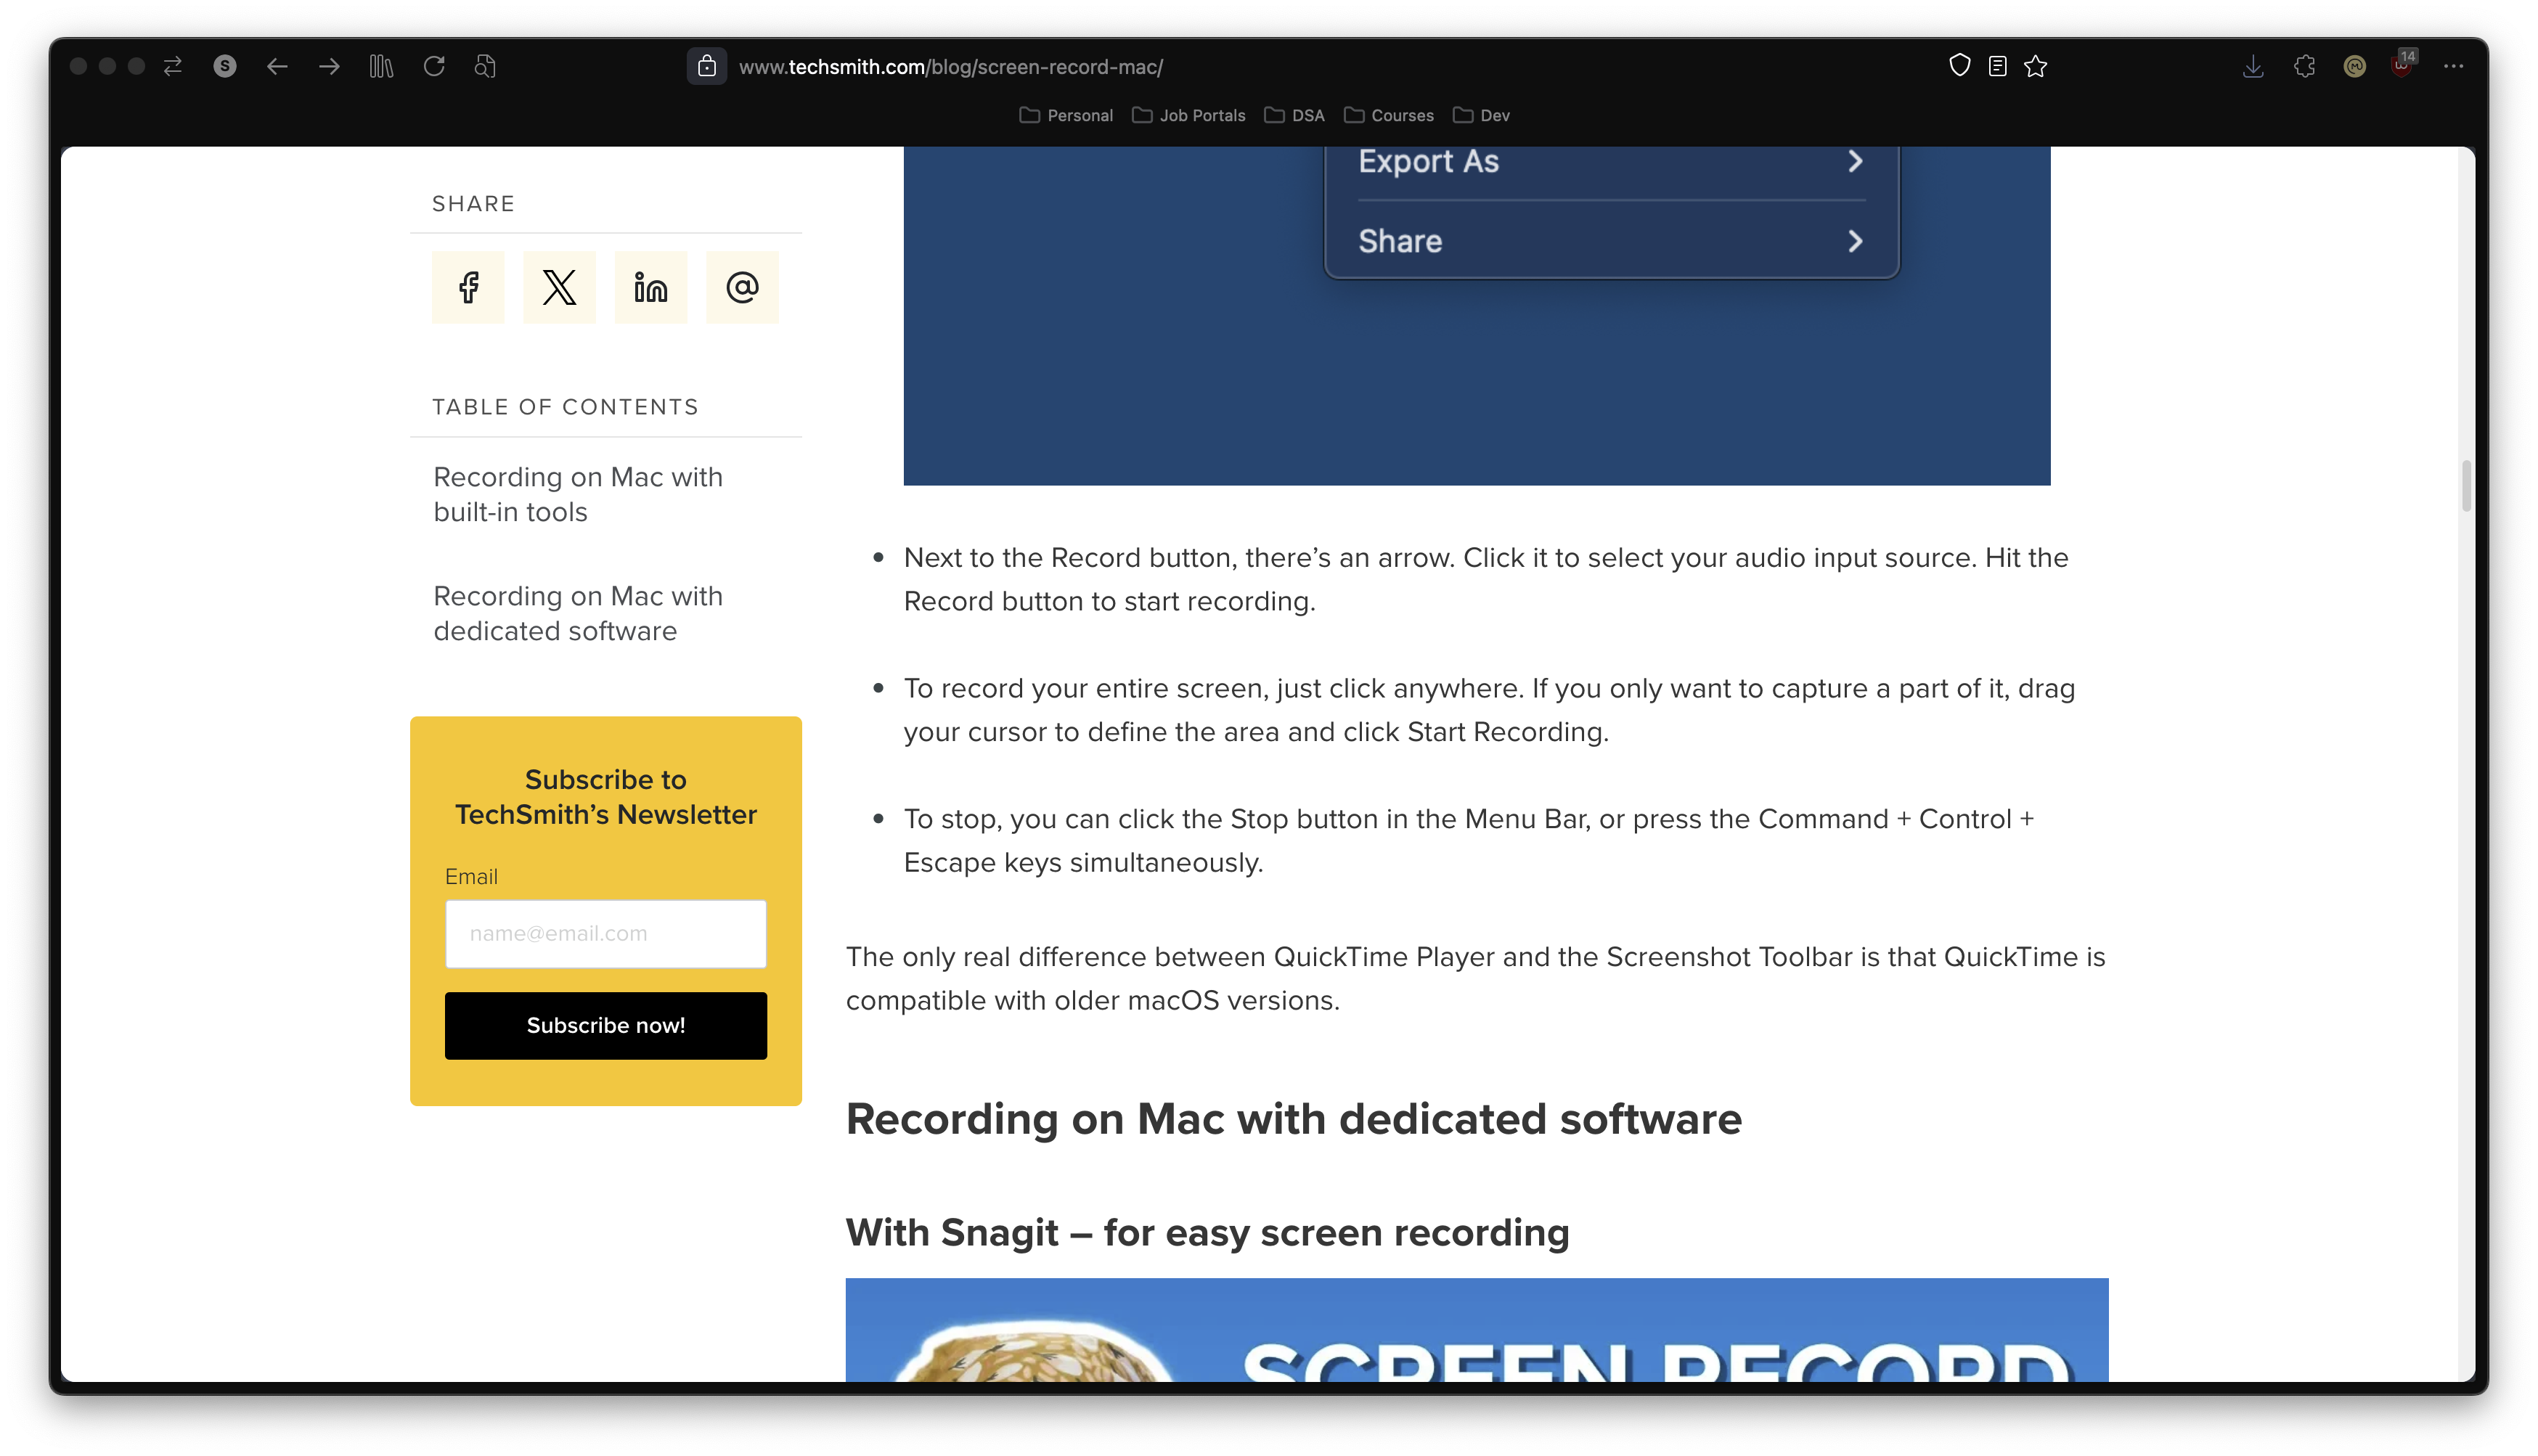 S
www.techsmith.com/blog/screen-record-mac/
14
Personal
Job Portals
DSA
Courses
Dev
SHARE
TABLE OF CONTENTS
Recording on Mac with
built-in tools
Recording on Mac with
dedicated software
Subscribe to
TechSmith’s Newsletter
Email
name@email.com
Subscribe now!
Export As
Share
Next to the Record button, there’s an arrow. Click it to select your audio input source. Hit the
Record button to start recording.
To record your entire screen, just click anywhere. If you only want to capture a part of it, drag
your cursor to define the area and click Start Recording.
To stop, you can click the Stop button in the Menu Bar, or press the Command + Control +
Escape keys simultaneously.
The only real difference between QuickTime Player and the Screenshot Toolbar is that QuickTime is
compatible with older macOS versions.
Recording on Mac with dedicated software
With Snagit – for easy screen recording
SCREEN RECORD